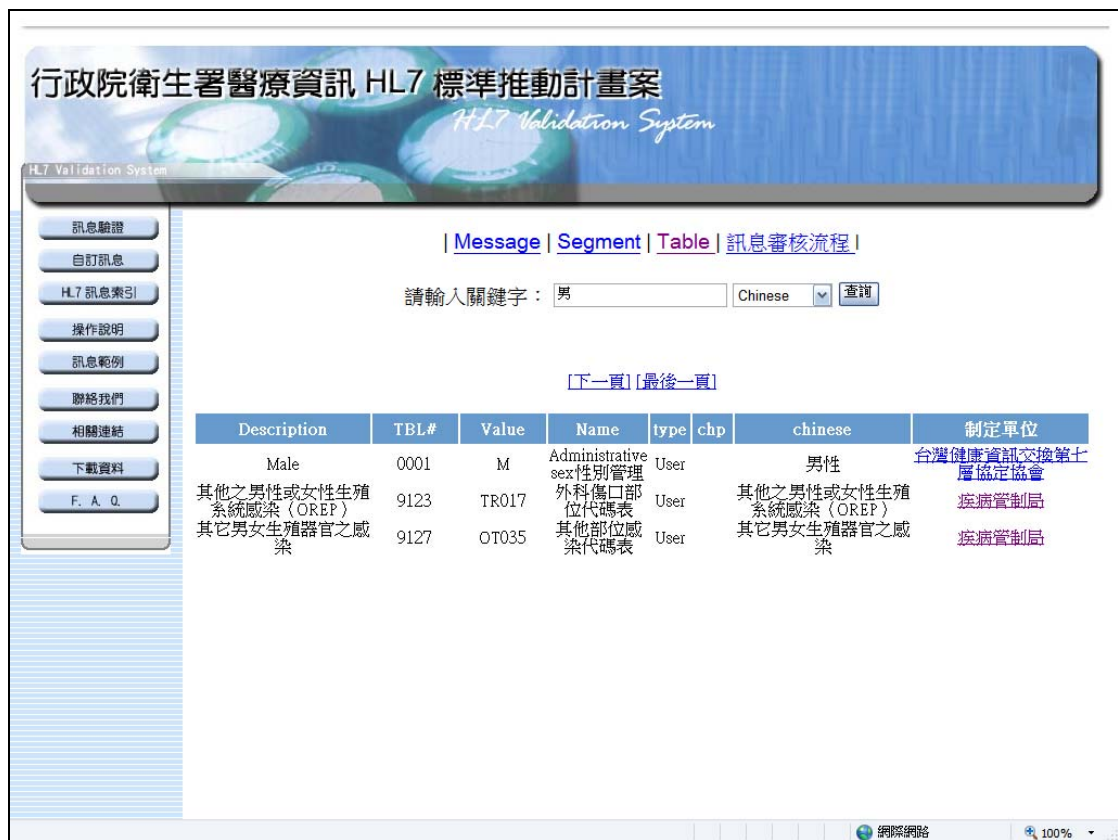 行政院衛生署醫療資訊 HL7 標準推動計畫案
HL7 Validation System
HL7 Validation System
訊息驗證
自訂訊息
HL7 訊息索引
操作說明
訊息範例
聯絡我們
相關連結
下載資料
F. A. Q.
| Message | Segment | Table | 訊息審核流程 |
請輸入關鍵字： 男 Chinese 查詢
[下一頁] [最後一頁]
Description TBL# Value Name type chp chinese 制定單位
Male 0001 M Administrative sex性別管理 User 男性 台灣健康資訊交換第七層協定協會
其他之男性或女性生殖系統感染（OREP） 9123 TR017 外科傷口部位代碼表 User 其他之男性或女性生殖系統感染（OREP） 疾病管制局
其它男女生殖器官之感染 9127 OT035 其他部位感染代碼表 User 其它男女生殖器官之感染 疾病管制局
網際網路 100%